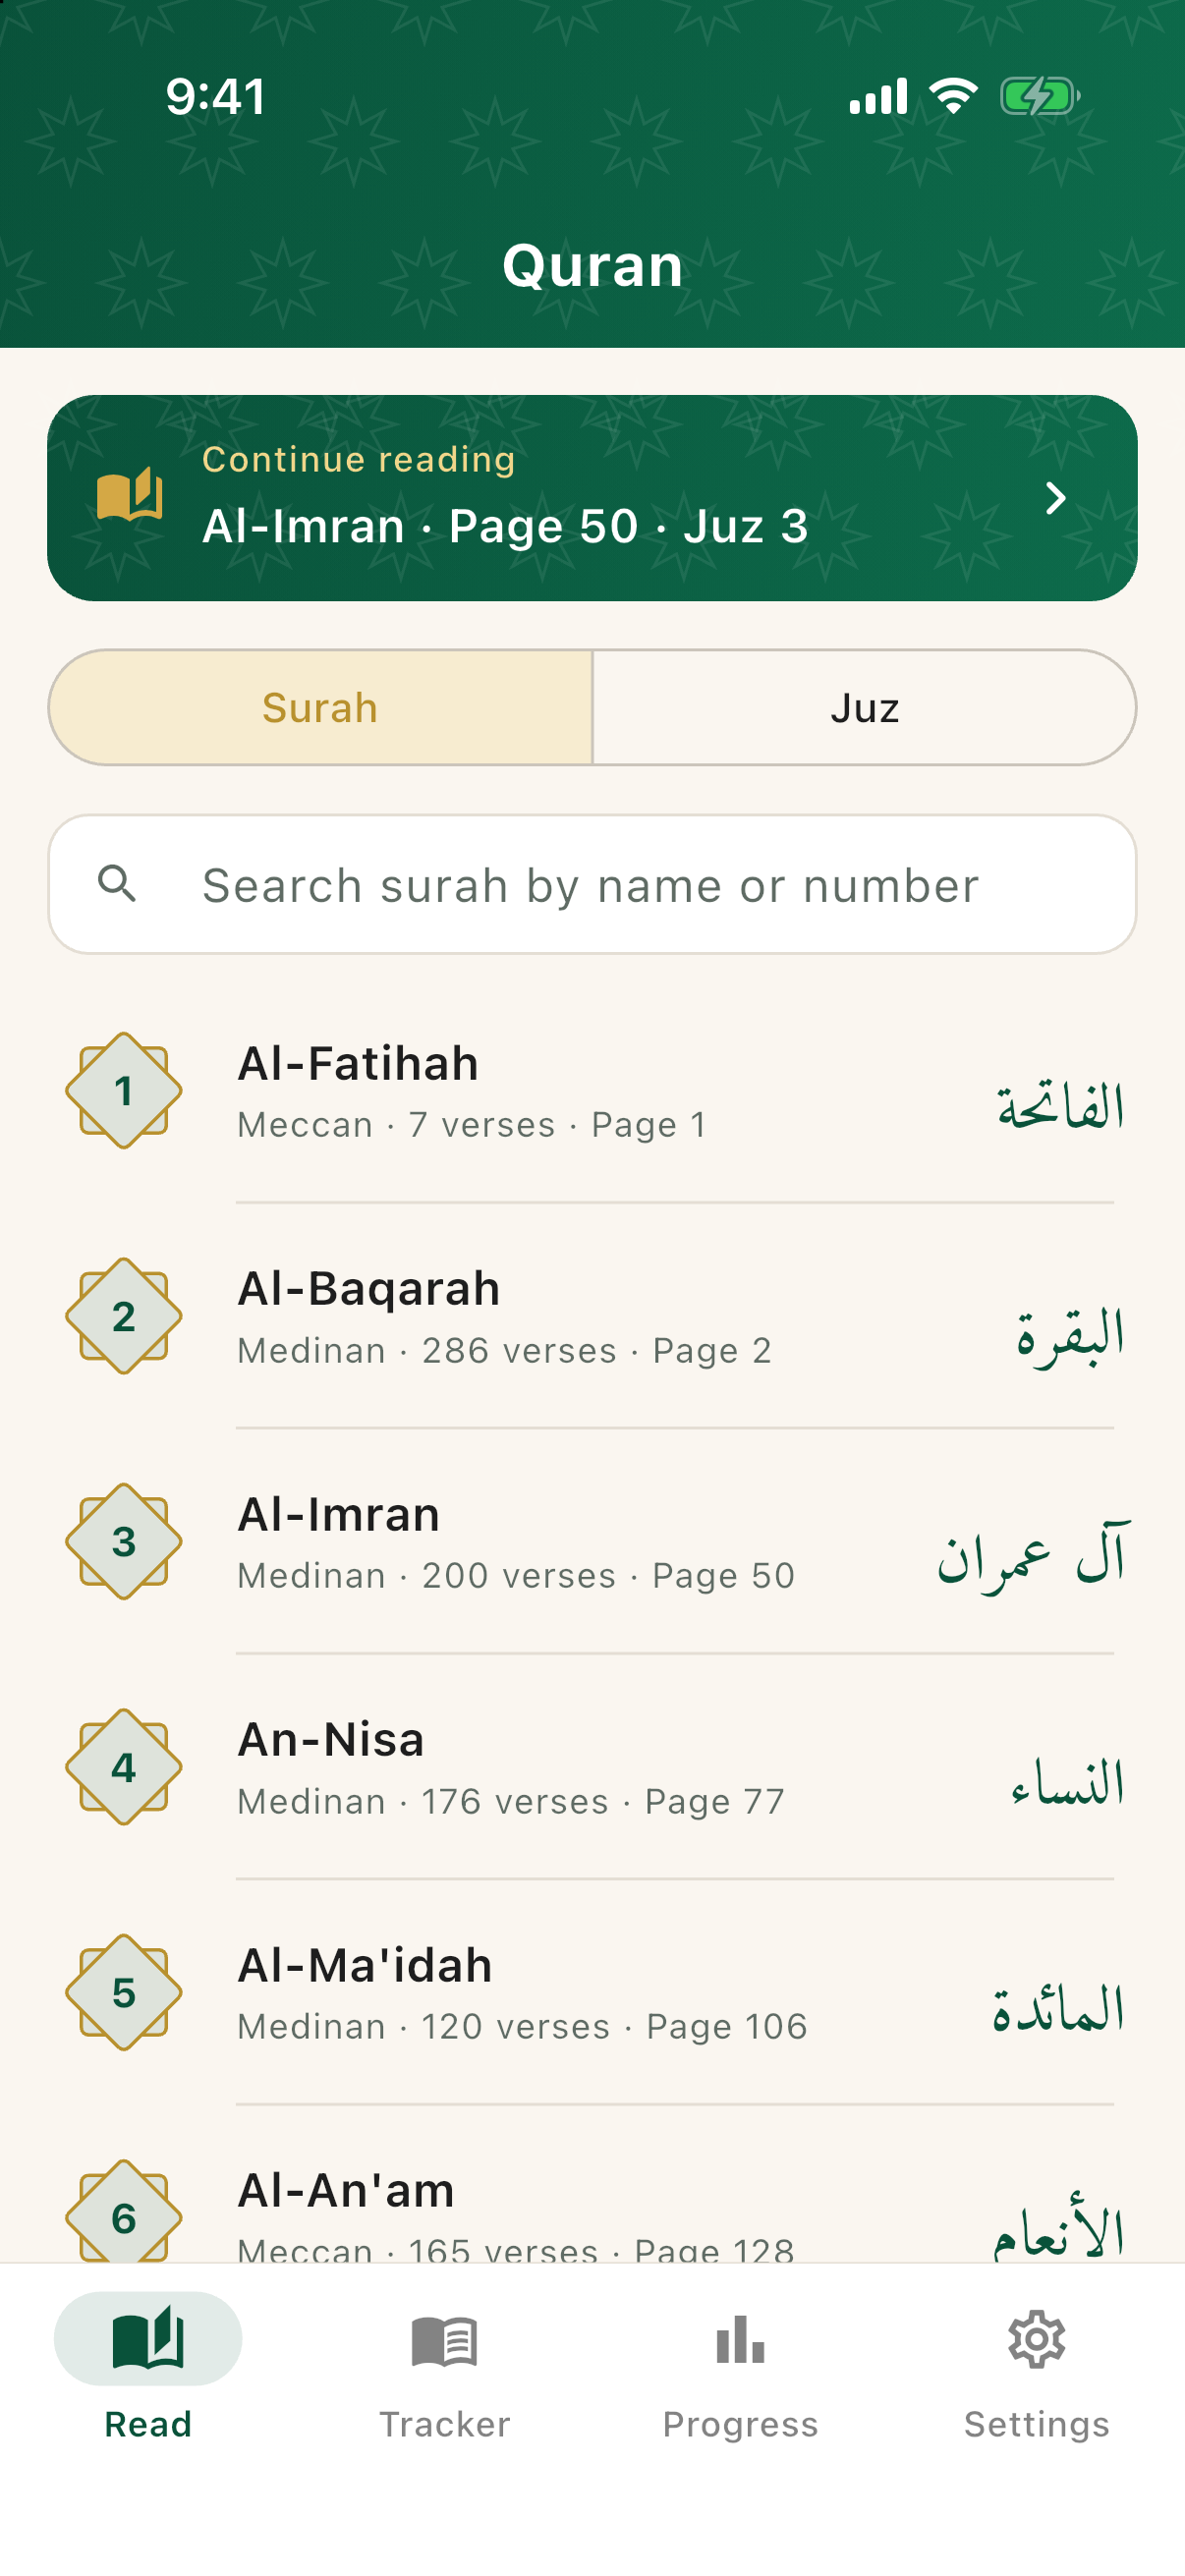 9:41
Quran
Continue reading
Al-Imran · Page 50 · Juz 3
Surah
Juz
Search surah by name or number
1
Al-Fatihah
Meccan · 7 verses · Page 1
الفاتحة
2
Al-Baqarah
Medinan · 286 verses · Page 2
البقرة
3
Al-Imran
Medinan · 200 verses · Page 50
آل عمران
4
An-Nisa
Medinan · 176 verses · Page 77
النساء
5
Al-Ma'idah
Medinan · 120 verses · Page 106
المائدة
6
Al-An'am
Meccan · 165 verses · Page 128
الأنعام
Read
Tracker
Progress
Settings